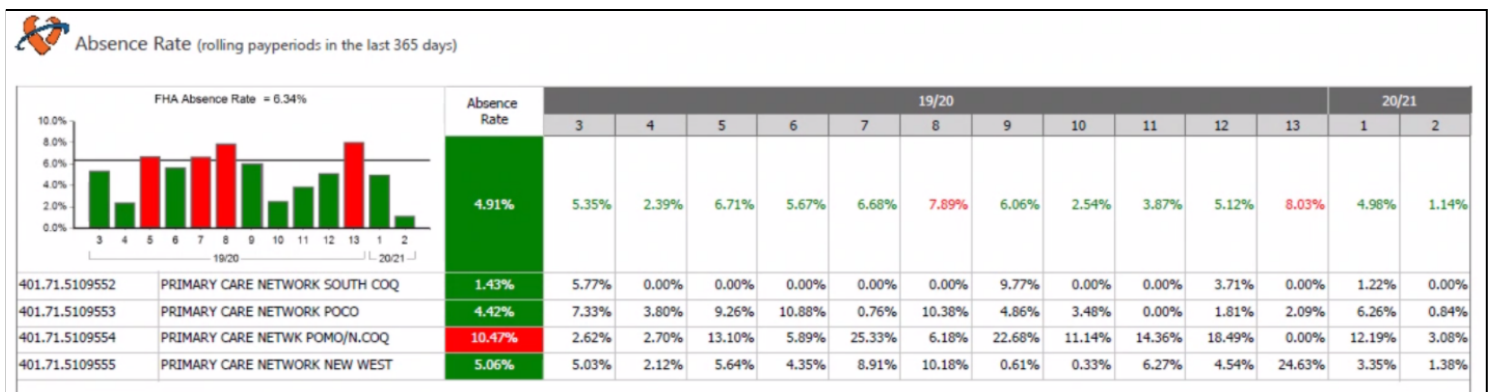 Absence Rate (rolling payperiods in the last 365 days)
FHA Absence Rate = 6.34%
10.0%
8.0%
6.0%
4.0%
2.0%
0.0%
3 4 5 6 7 8 9 10 11 12 13 1 2
19/20 20/21
Absence Rate 19/20 20/21
3 4 5 6 7 8 9 10 11 12 13 1 2
4.91% 5.35% 2.39% 6.71% 5.67% 6.68% 7.89% 6.06% 2.54% 3.87% 5.12% 8.03% 4.98% 1.14%
401.71.5109552 PRIMARY CARE NETWORK SOUTH COQ 1.43% 5.77% 0.00% 0.00% 0.00% 0.00% 0.00% 9.77% 0.00% 0.00% 3.71% 0.00% 1.22% 0.00%
401.71.5109553 PRIMARY CARE NETWORK POCO 4.42% 7.33% 3.80% 9.26% 10.88% 0.76% 10.38% 4.86% 3.48% 0.00% 1.81% 2.09% 6.26% 0.84%
401.71.5109554 PRIMARY CARE NETWK POMO/N.COQ 10.47% 2.62% 2.70% 13.10% 5.89% 25.33% 6.18% 22.68% 11.14% 14.36% 18.49% 0.00% 12.19% 3.08%
401.71.5109555 PRIMARY CARE NETWORK NEW WEST 5.06% 5.03% 2.12% 5.64% 4.35% 8.91% 10.18% 0.61% 0.33% 6.27% 4.54% 24.63% 3.35% 1.38%